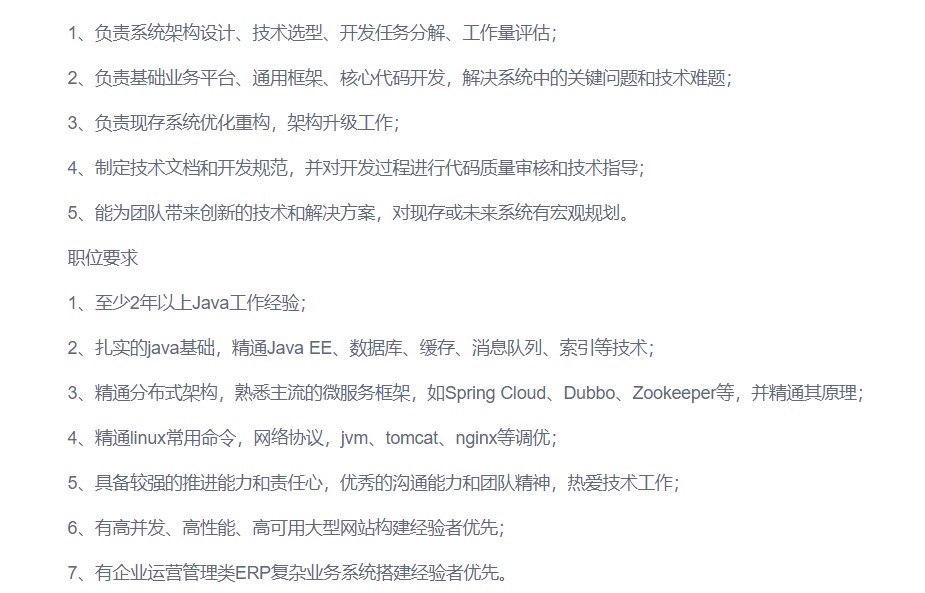 1、负责系统架构设计、技术选型、开发任务分解、工作量评估；
2、负责基础业务平台、通用框架、核心代码开发，解决系统中的关键问题和技术难题；
3、负责现存系统优化重构，架构升级工作；
4、制定技术文档和开发规范，并对开发过程进行代码质量审核和技术指导；
5、能为团队带来创新的技术和解决方案，对现存或未来系统有宏观规划。
职位要求
1、至少2年以上Java工作经验；
2、扎实的java基础，精通Java EE、数据库、缓存、消息队列、索引等技术；
3、精通分布式架构，熟悉主流的微服务框架，如Spring Cloud、Dubbo、Zookeeper等，并精通其原理；
4、精通linux常用命令，网络协议，jvm、tomcat、nginx等调优；
5、具备较强的推进能力和责任心，优秀的沟通能力和团队精神，热爱技术工作；
6、有高并发、高性能、高可用大型网站构建经验者优先；
7、有企业运营管理类ERP复杂业务系统搭建经验者优先。